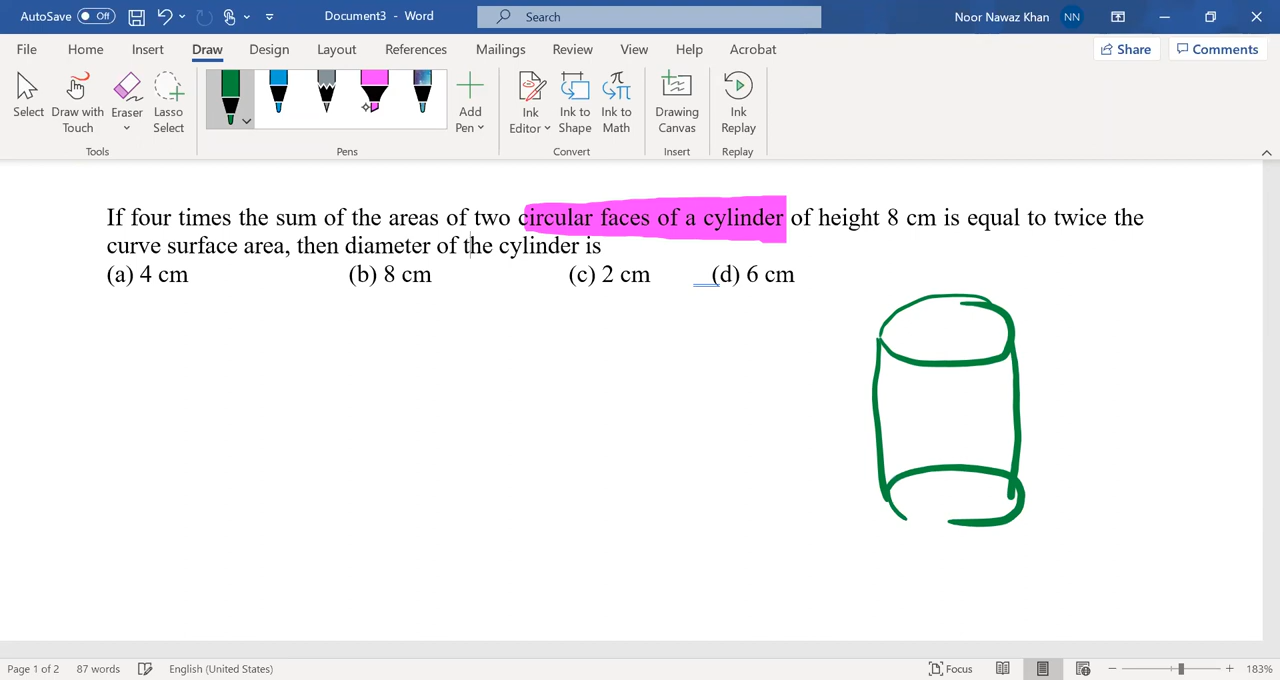 AutoSave Off Document3 - Word Search Noor Nawaz Khan NN
File Home Insert Draw Design Layout References Mailings Review View Help Acrobat Share Comments
Select Draw with Touch Eraser Lasso Select Add Pen Ink Editor Ink to Shape Ink to Math Drawing Canvas Ink Replay
Tools Pens Convert Insert Replay
If four times the sum of the areas of two circular faces of a cylinder of height 8 cm is equal to twice the
curve surface area, then diameter of the cylinder is
(a) 4 cm (b) 8 cm (c) 2 cm (d) 6 cm
Page 1 of 2 87 words English (United States) Focus 183%